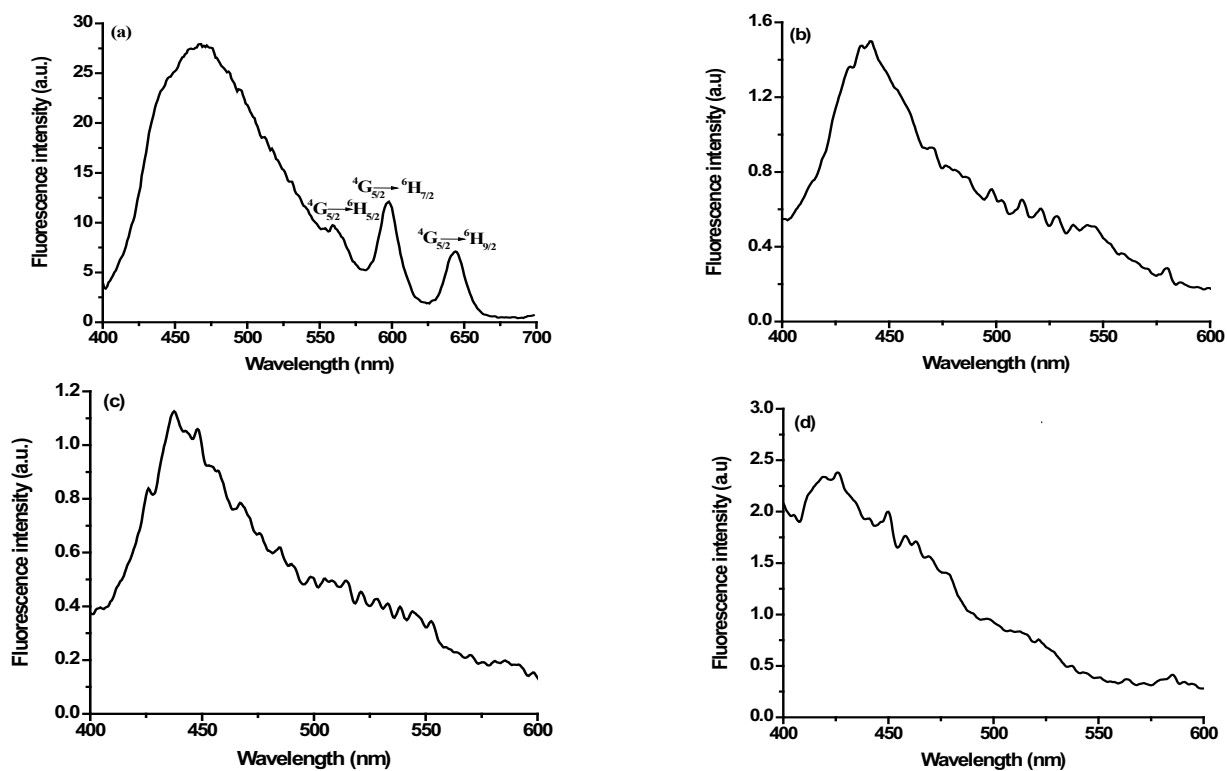 (a)
Fluorescence intensity (a.u.)
30
25
20
15
10
5
0
⁴G₅/₂→⁶H₅/₂
⁴G₅/₂→⁶H₇/₂
⁴G₅/₂→⁶H₉/₂
400 450 500 550 600 650 700
Wavelength (nm)
(b)
Fluorescence intensity (a.u)
1.6
1.2
0.8
0.4
0.0
400 450 500 550 600
Wavelength (nm)
(c)
Fluorescence intensity (a.u.)
1.2
1.0
0.8
0.6
0.4
0.2
0.0
400 450 500 550 600
Wavelength (nm)
(d)
Fluorescence intensity (a.u)
3.0
2.5
2.0
1.5
1.0
0.5
0.0
400 450 500 550 600
Wavelength (nm)